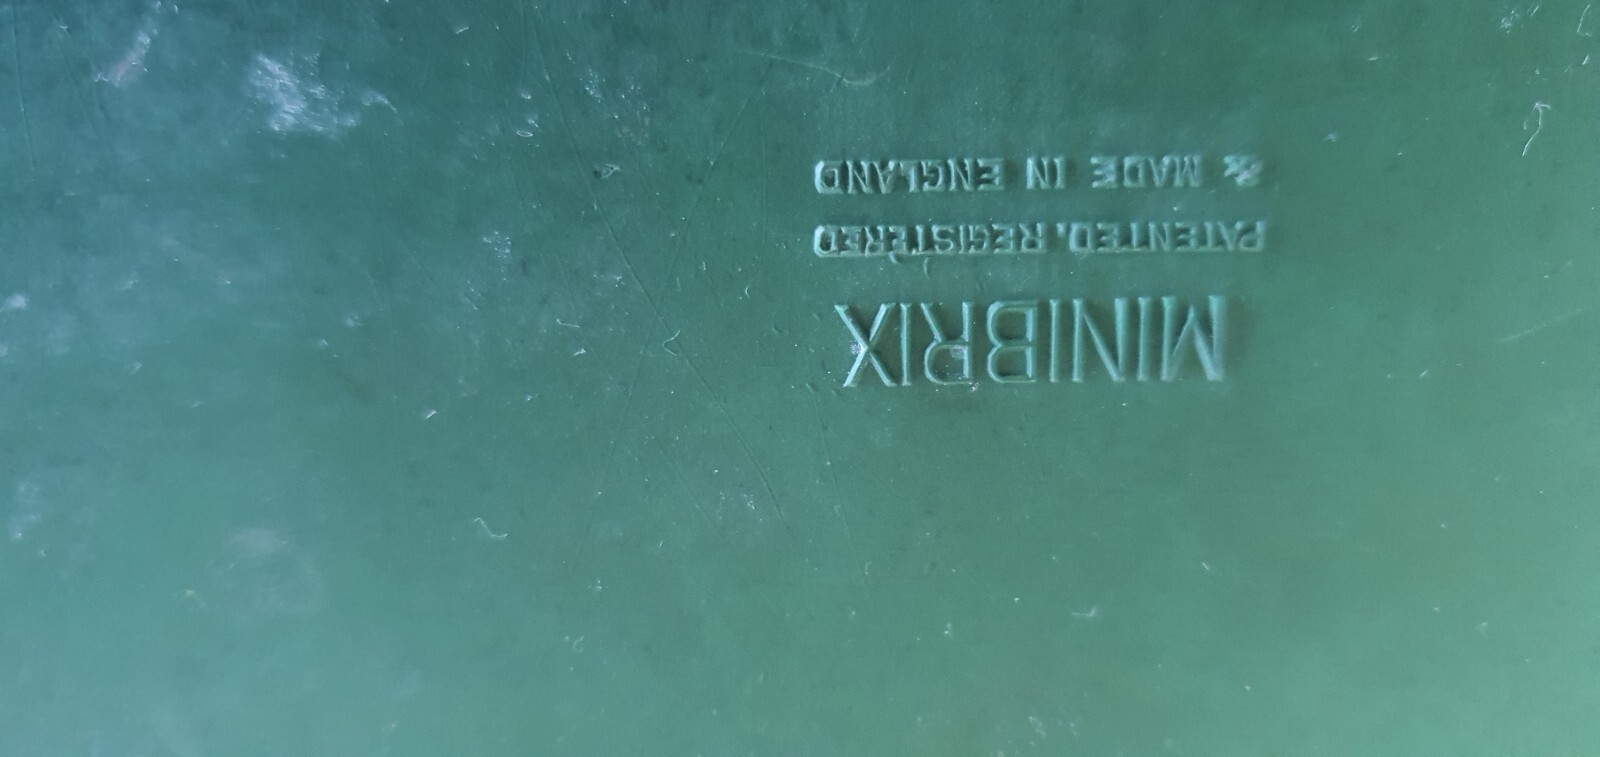 MINIBRIX
PATENTED, REGISTERED
& MADE IN ENGLAND